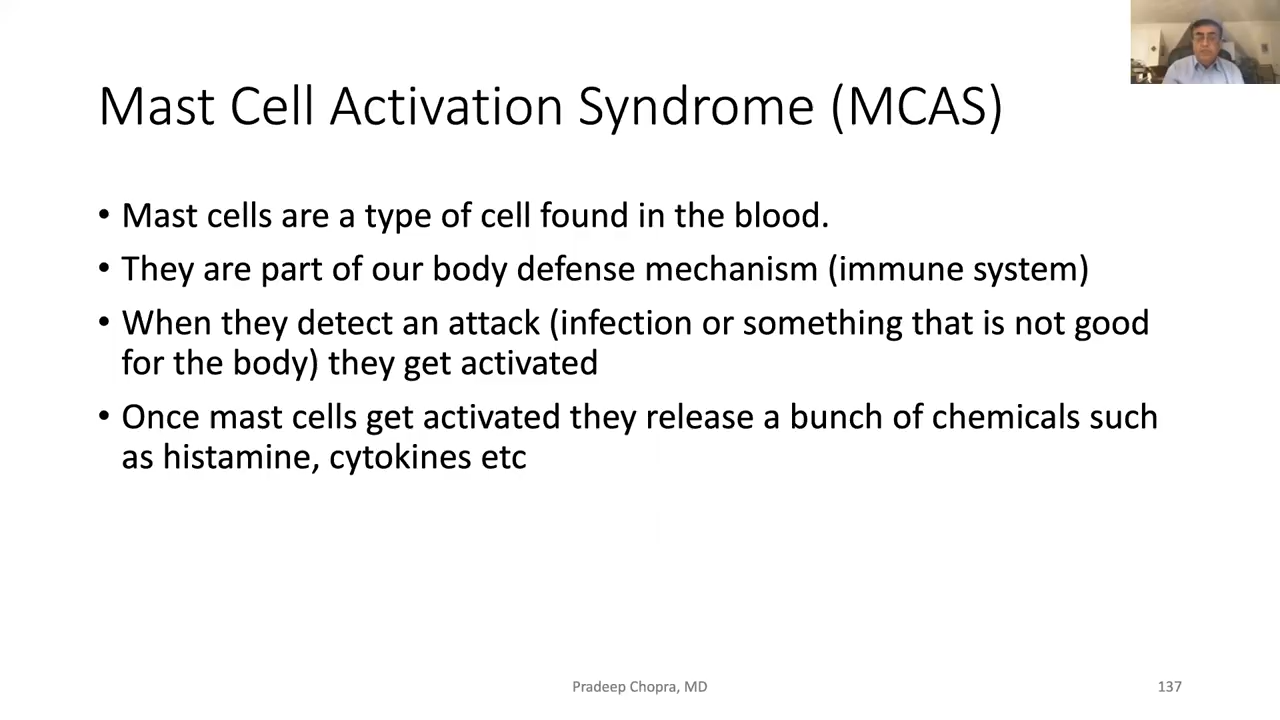 Mast Cell Activation Syndrome (MCAS)
• Mast cells are a type of cell found in the blood.
• They are part of our body defense mechanism (immune system)
• When they detect an attack (infection or something that is not good
for the body) they get activated
• Once mast cells get activated they release a bunch of chemicals such
as histamine, cytokines etc
Pradeep Chopra, MD
137